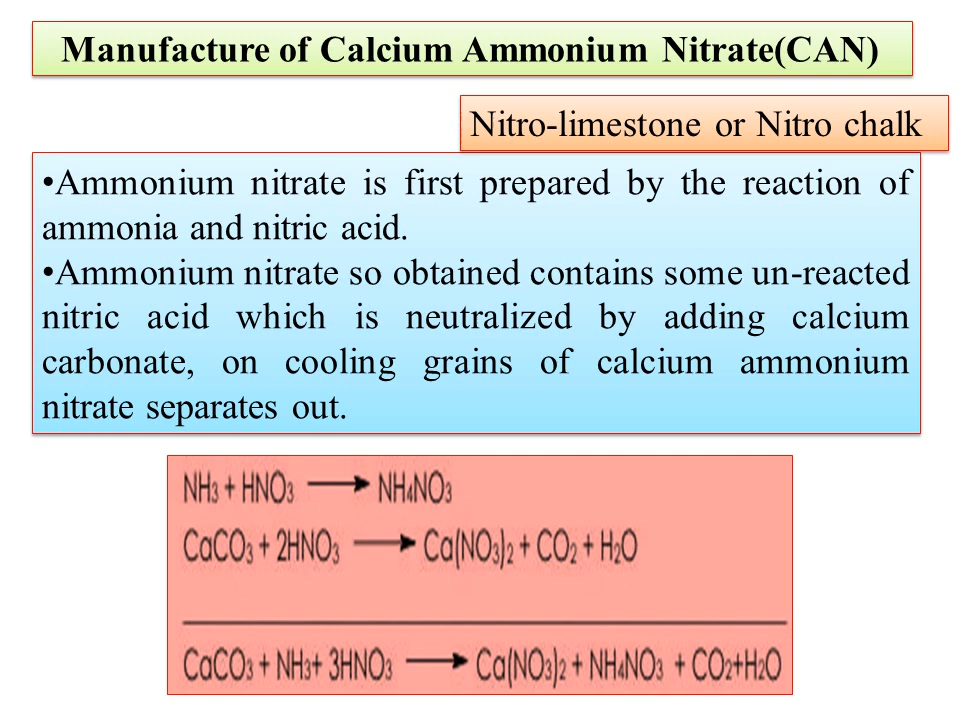 Manufacture of Calcium Ammonium Nitrate(CAN)
Nitro-limestone or Nitro chalk
•Ammonium nitrate is first prepared by the reaction of
ammonia and nitric acid.
•Ammonium nitrate so obtained contains some un-reacted
nitric acid which is neutralized by adding calcium
carbonate, on cooling grains of calcium ammonium
nitrate separates out.
NH₃ + HNO₃ ⟶ NH₄NO₃
CaCO₃ + 2HNO₃ ⟶ Ca(NO₃)₂ + CO₂ + H₂O
CaCO₃ + NH₃+ 3HNO₃ ⟶ Ca(NO₃)₂ + NH₄NO₃ + CO₂+H₂O